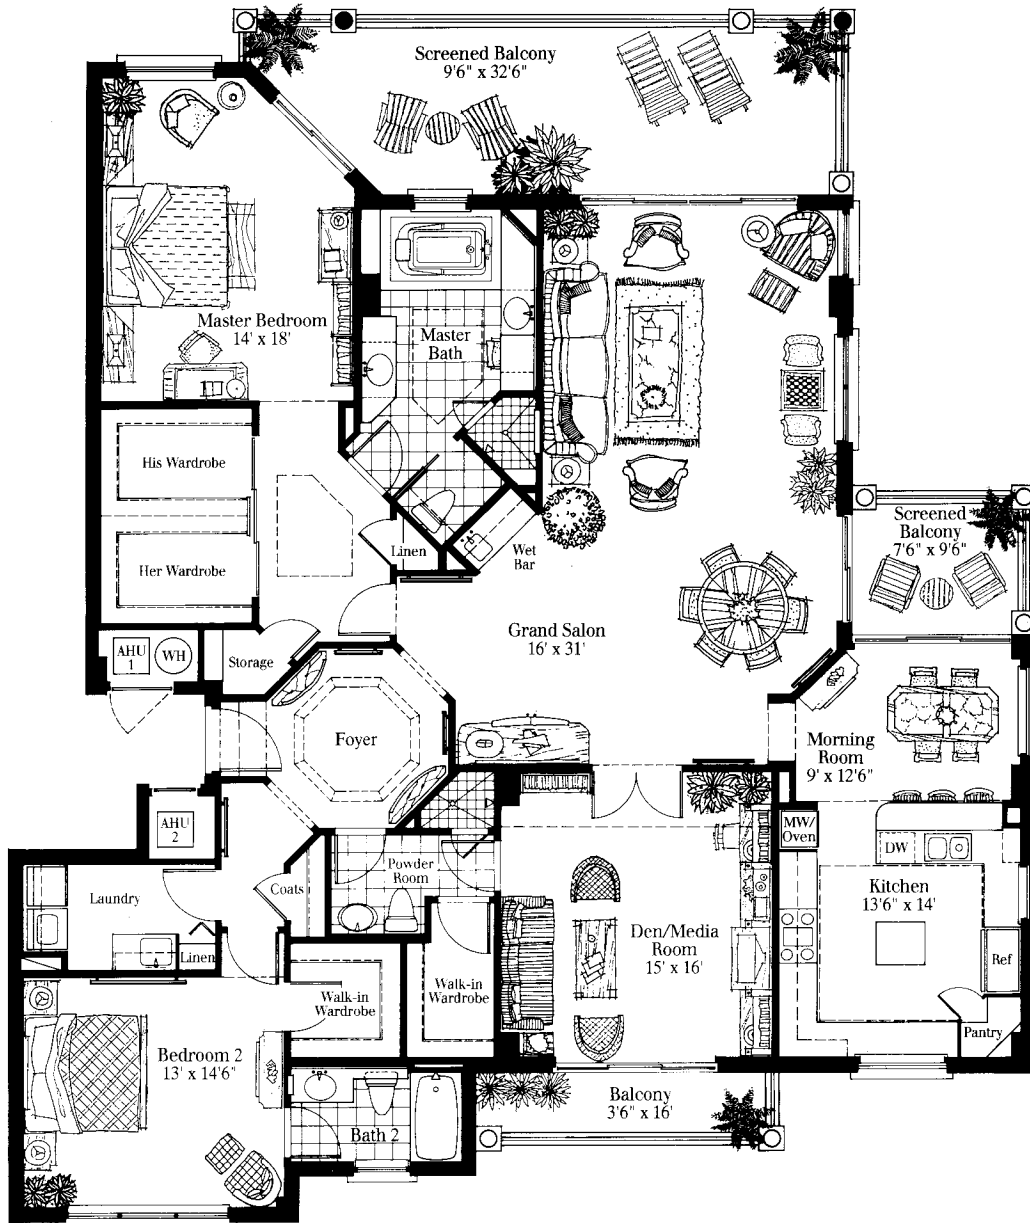 Screened Balcony
9'6" x 32'6"
Master Bedroom
14' x 18'
Master
Bath
His Wardrobe
Her Wardrobe
Linen
Wet
Bar
Screened
Balcony
7'6" x 9'6"
Grand Salon
16' x 31'
AHU
1
WH
Storage
Foyer
Morning
Room
9' x 12'6"
AHU
2
MW/
Oven
DW
Kitchen
13'6" x 14'
Ref
Pantry
Laundry
Coats
Powder
Room
Linen
Den/Media
Room
15' x 16'
Walk-in
Wardrobe
Walk-in
Wardrobe
Bedroom 2
13' x 14'6"
Bath 2
Balcony
3'6" x 16'